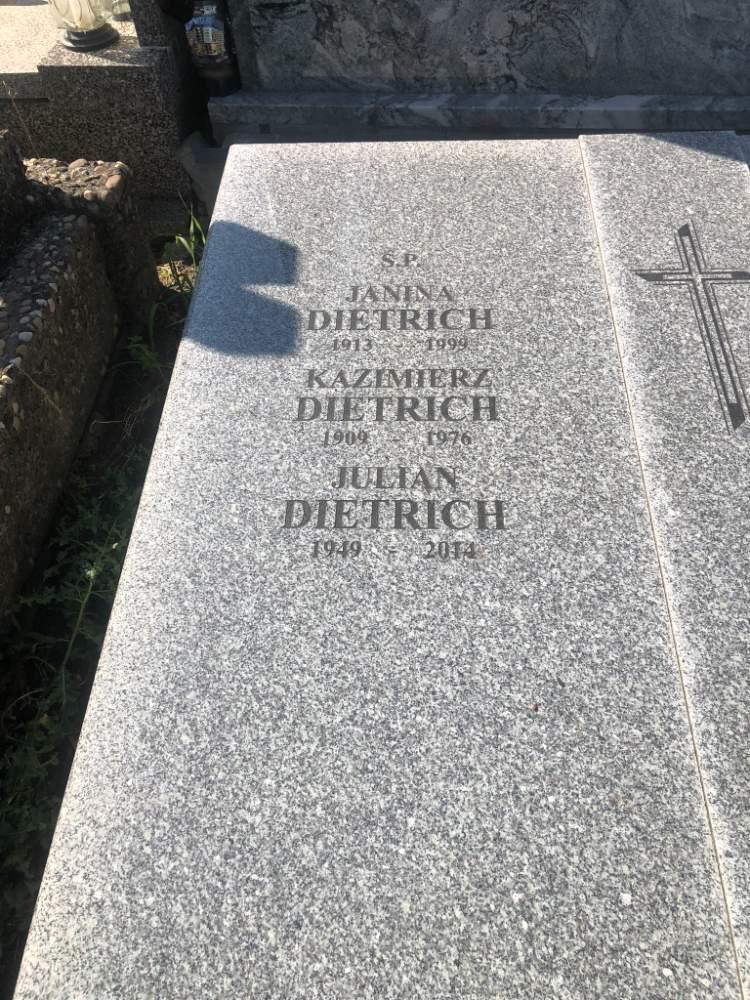 S.P.
JANINA
DIETRICH
1913 - 1999
KAZIMIERZ
DIETRICH
1909 - 1976
JULIAN
DIETRICH
1949 - 2014